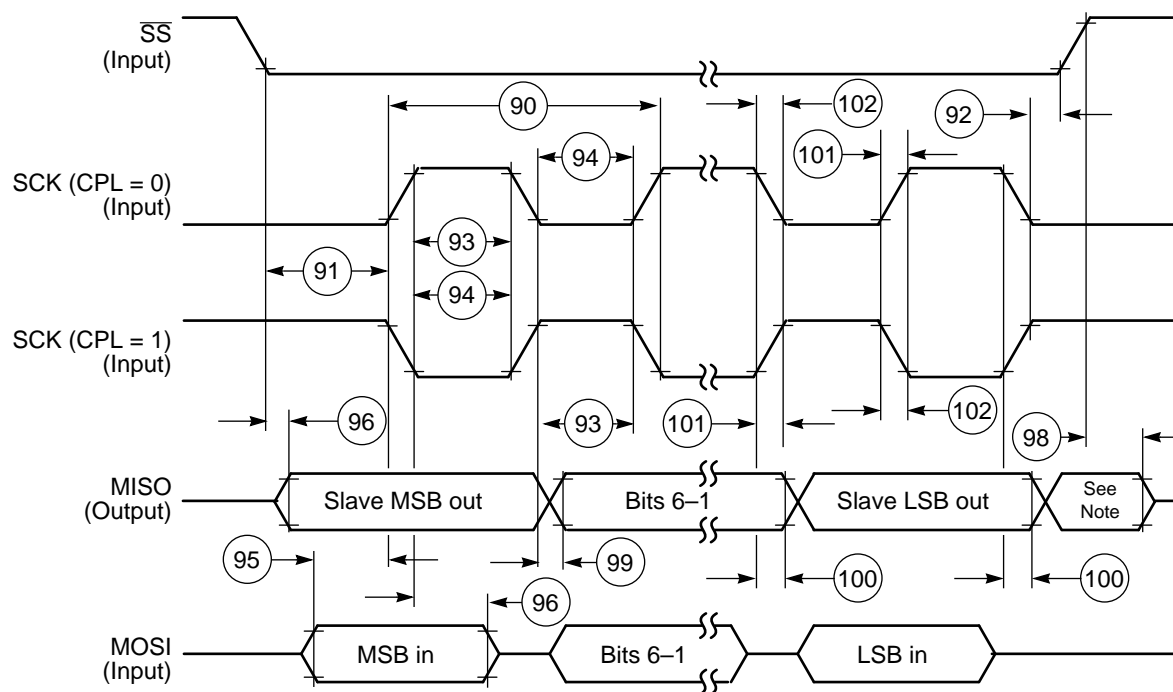 SS
(Input)
90
102
92
101
94
SCK (CPL = 0)
(Input)
93
91
94
SCK (CPL = 1)
(Input)
96
93
101
102
98
MISO
(Output)
Slave MSB out
Bits 6–1
Slave LSB out
See
Note
95
99
100
100
96
MOSI
(Input)
MSB in
Bits 6–1
LSB in